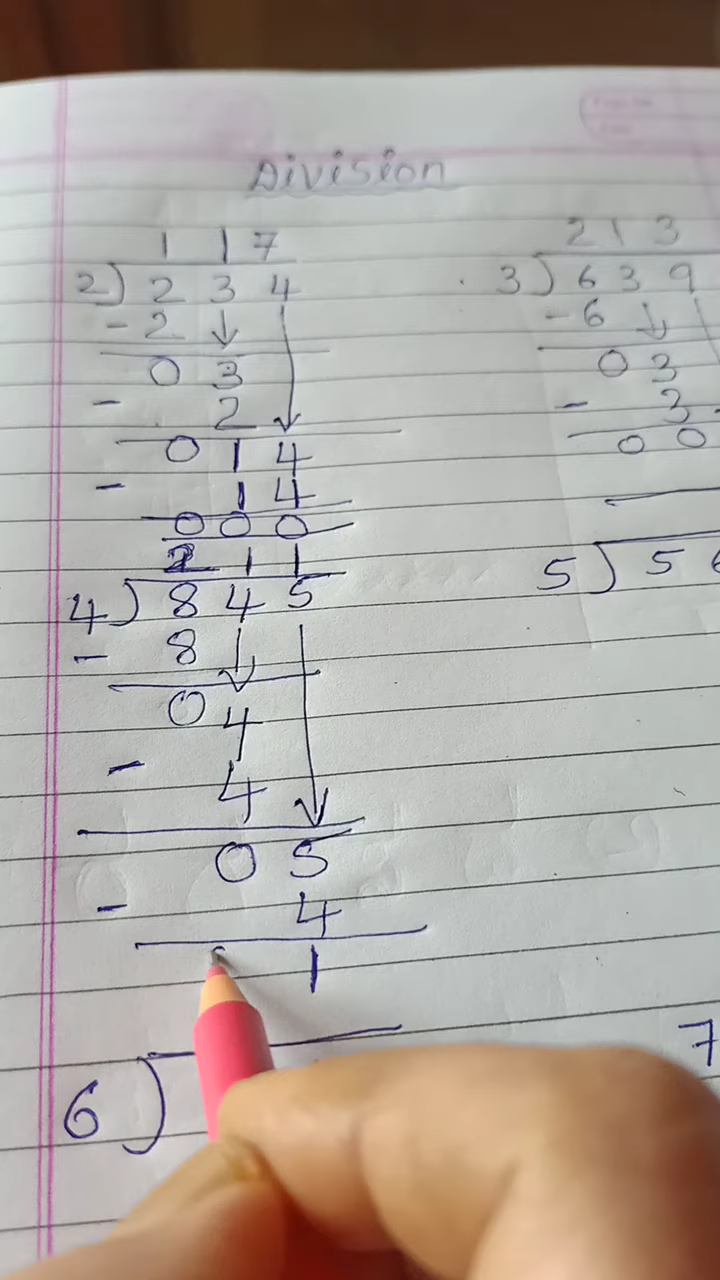 Division
1 1 7
2 ) 2 3 4
- 2 ↓
0 3
- 2
0 1 4
- 1 4
0 0 0
2 1 1
4 ) 8 4 5
- 8 ↓
0 4
- 4
0 5
- 4
1
6 )
2 1 3
3 ) 6 3 9
- 6 ↓
0 3
- 3
0 0
5 ) 5 6
7